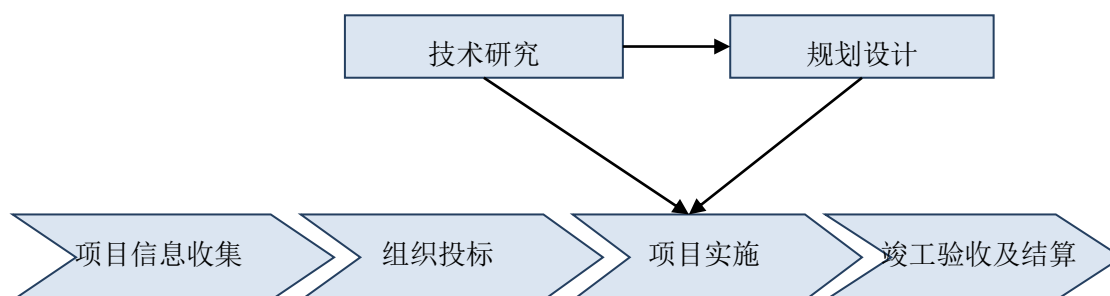 技术研究
规划设计
项目信息收集
组织投标
项目实施
竣工验收及结算